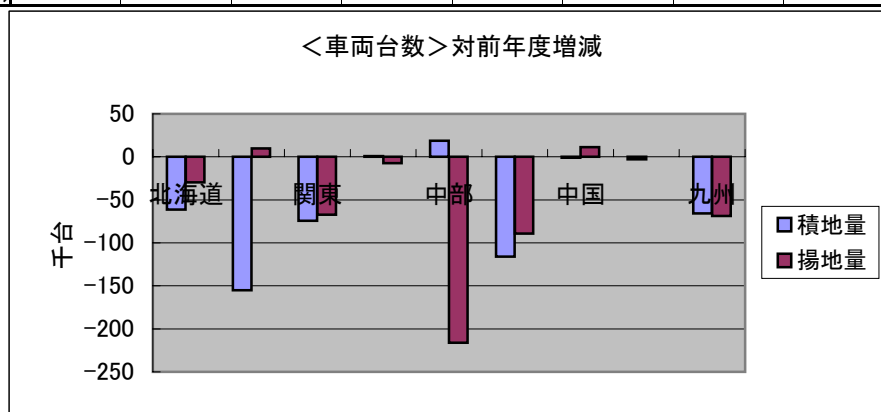 ＜車両台数＞対前年度増減
50
0
-50
-100
-150
-200
-250
千台
北海道 関東 中部 中国 九州
積地量
揚地量